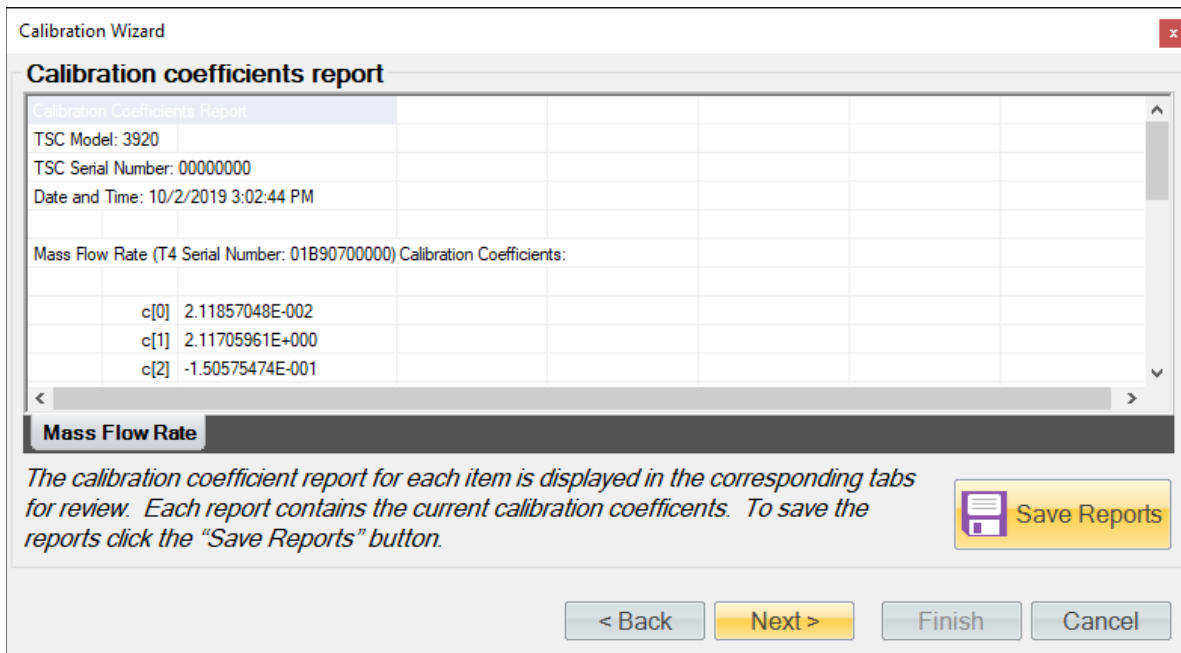 Calibration Wizard
x
Calibration coefficients report
Calibration Coefficients Report
TSC Model: 3920
TSC Serial Number: 00000000
Date and Time: 10/2/2019 3:02:44 PM
Mass Flow Rate (T4 Serial Number: 01B90700000) Calibration Coefficients:
c[0] 2.11857048E-002
c[1] 2.11705961E+000
c[2] -1.50575474E-001
Mass Flow Rate
The calibration coefficient report for each item is displayed in the corresponding tabs
for review. Each report contains the current calibration coefficents. To save the
reports click the “Save Reports” button.
Save Reports
< Back Next > Finish Cancel